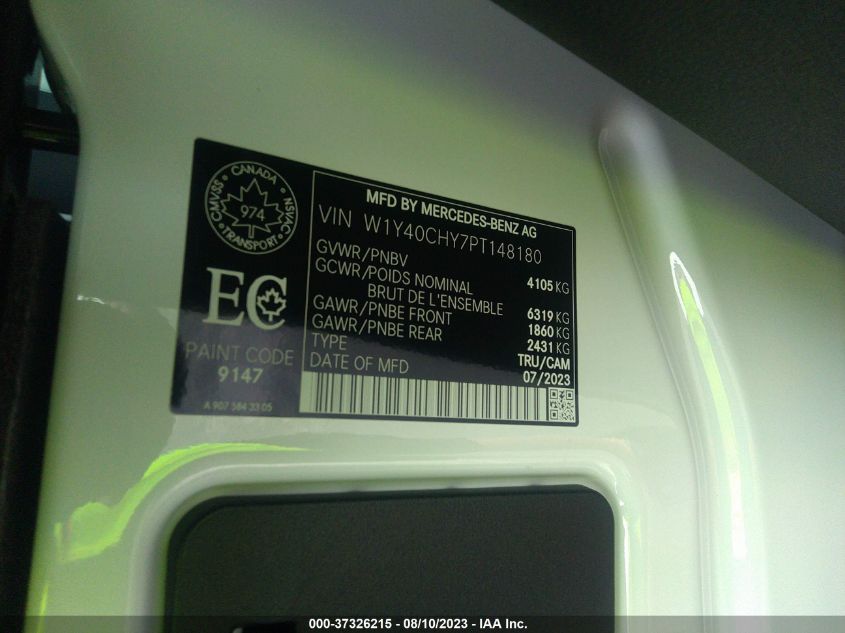 CANADA
CMVSS • NSVAC
974
TRANSPORT
EC
PAINT CODE
9147
A 907 584 33 05
MFD BY MERCEDES-BENZ AG
VIN W1Y40CHY7PT148180
GVWR/PNBV 4105 KG
GCWR/POIDS NOMINAL
BRUT DE L'ENSEMBLE 6319 KG
GAWR/PNBE FRONT 1860 KG
GAWR/PNBE REAR 2431 KG
TYPE TRU/CAM
DATE OF MFD 07/2023
000-37326215 - 08/10/2023 - IAA Inc.